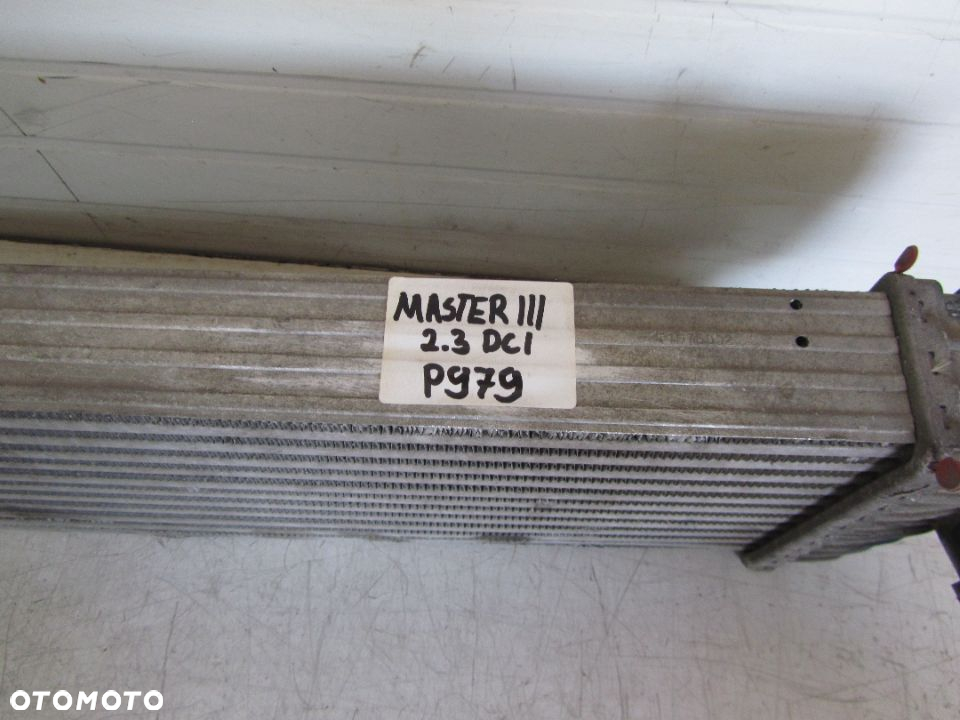 MASTER III
2.3 DCI
P979
OTOMOTO